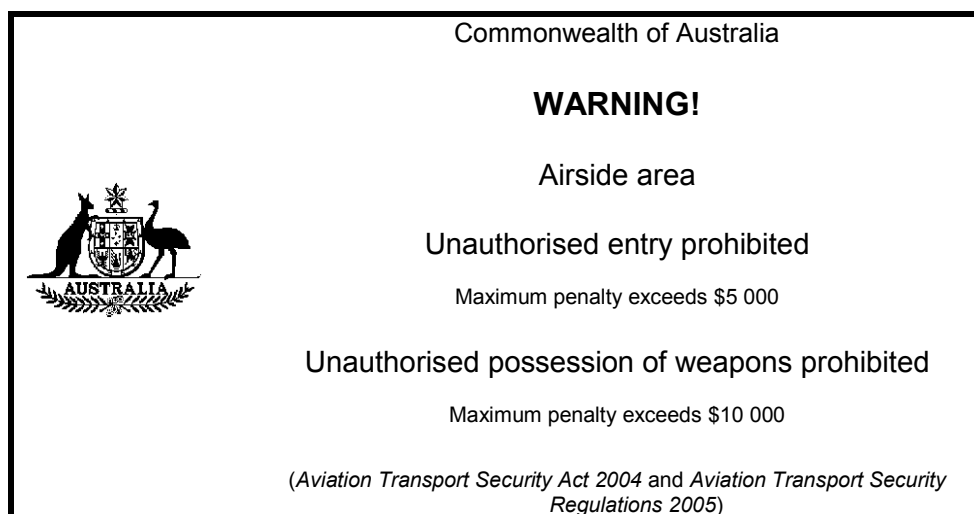 Commonwealth of Australia
WARNING!
Airside area
Unauthorised entry prohibited
Maximum penalty exceeds $5 000
AUSTRALIA
Unauthorised possession of weapons prohibited
Maximum penalty exceeds $10 000
(Aviation Transport Security Act 2004 and Aviation Transport Security
Regulations 2005)